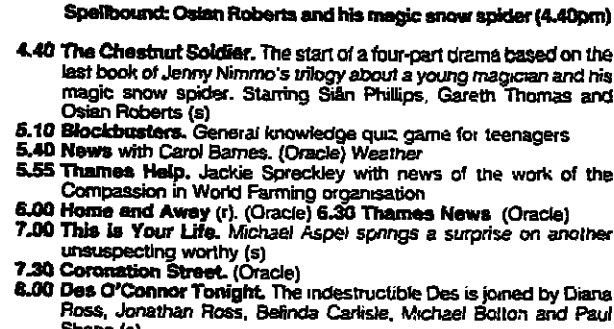 Spellbound: Osian Roberts and his magic snow spider (4.40pm)
4.40 The Chestnut Soldier. The start of a four-part drama based on the
last book of Jenny Nimmo's trilogy about a young magician and his
magic snow spider. Starring Siân Phillips, Gareth Thomas and
Osian Roberts (s)
5.10 Blockbusters. General knowledge quiz game for teenagers
5.40 News with Carol Barnes. (Oracle) Weather
5.55 Thames Help. Jackie Spreckley with news of the work of the
Compassion in World Farming organisation
6.00 Home and Away (r). (Oracle) 6.30 Thames News (Oracle)
7.00 This is Your Life. Michael Aspel springs a surprise on another
unsuspecting worthy (s)
7.30 Coronation Street. (Oracle)
8.00 Des O'Connor Tonight. The indestructible Des is joined by Diana
Ross, Jonathan Ross, Belinda Carlisle, Michael Bolton and Paul